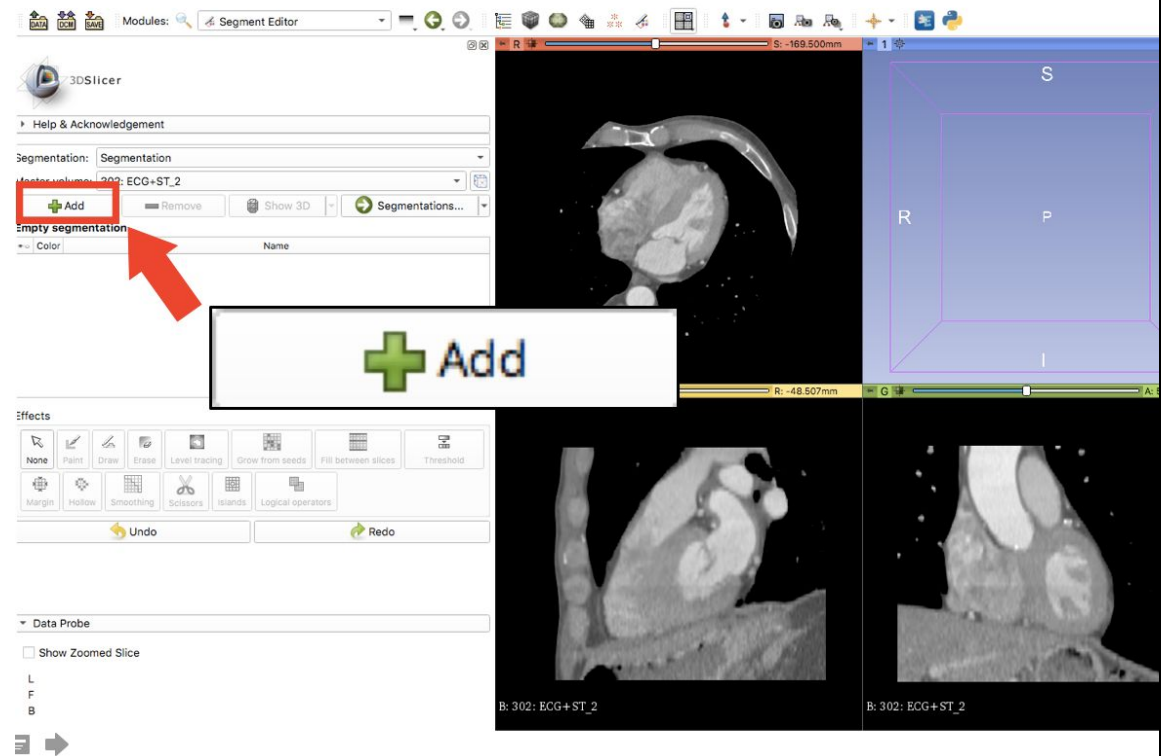 DATA DCM SAVE Modules: Segment Editor
R S: -169.500mm 1
3DSlicer
Help & Acknowledgement
Segmentation: Segmentation
Master volume: 302: ECG+ST_2
Add Remove Show 3D Segmentations...
Empty segmentation
Color Name
S
R P
I
Add
R: -48.507mm G A:
Effects
None Paint Draw Erase Level tracing Grow from seeds Fill between slices Threshold
Margin Hollow Smoothing Scissors Islands Logical operators
Undo Redo
Data Probe
Show Zoomed Slice
L
F
B
B: 302: ECG+ST_2 B: 302: ECG+ST_2